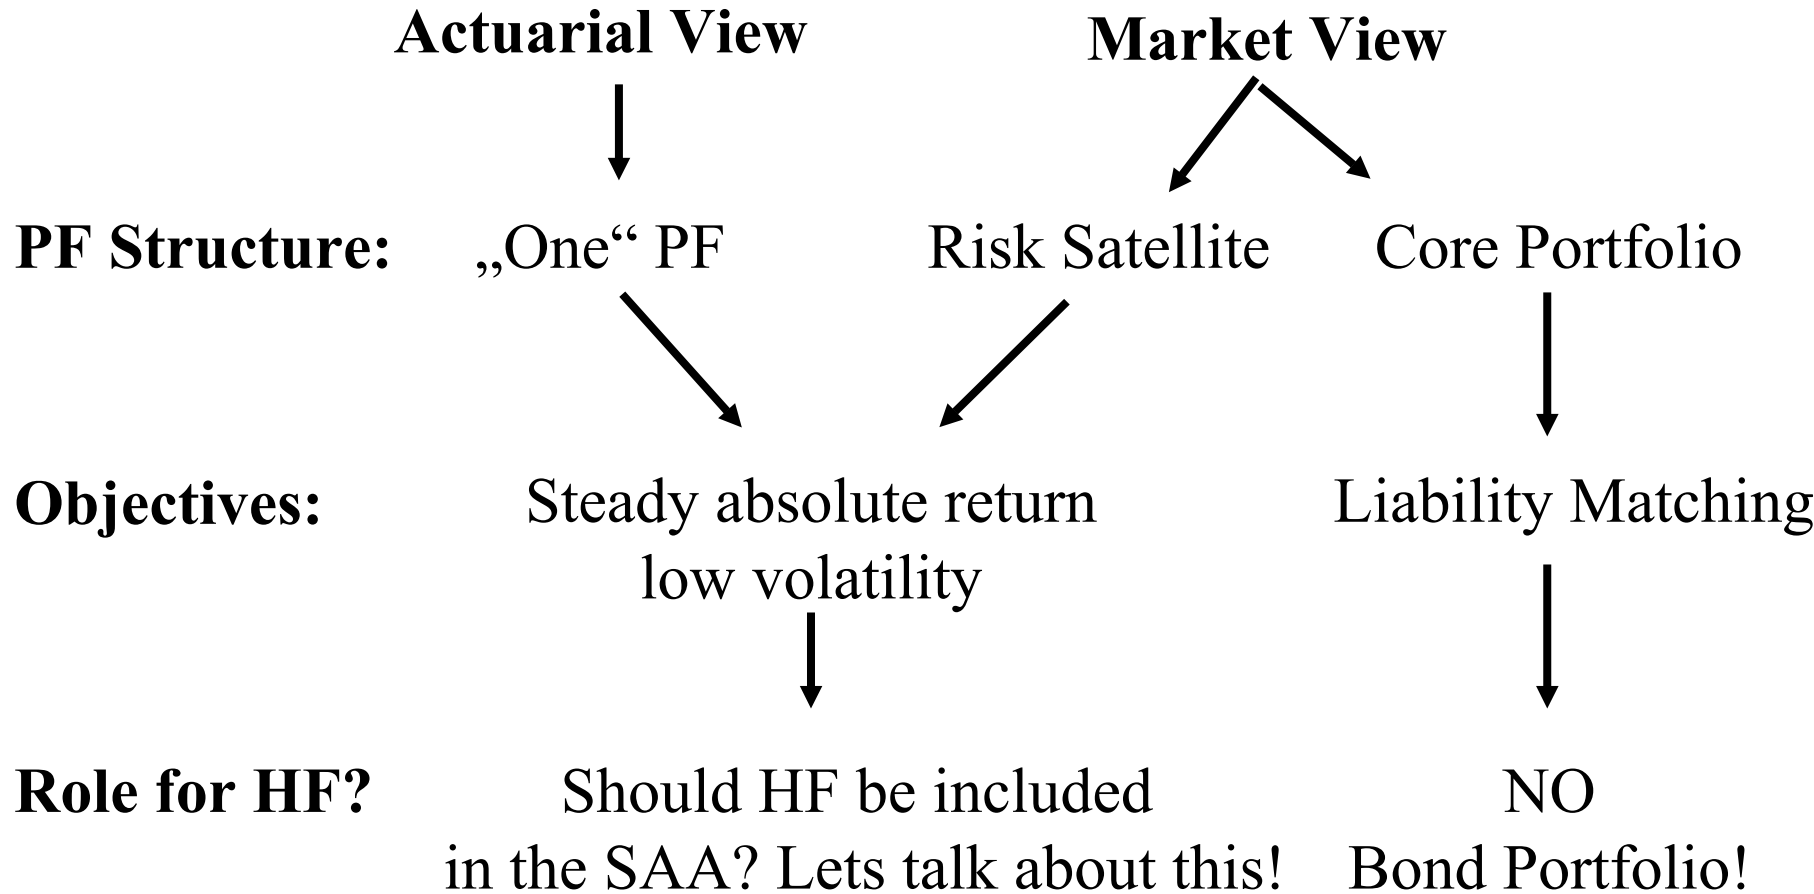 Actuarial View Market View
PF Structure: „One“ PF Risk Satellite Core Portfolio
Objectives: Steady absolute return Liability Matching
low volatility
Role for HF? Should HF be included NO
in the SAA? Lets talk about this! Bond Portfolio!